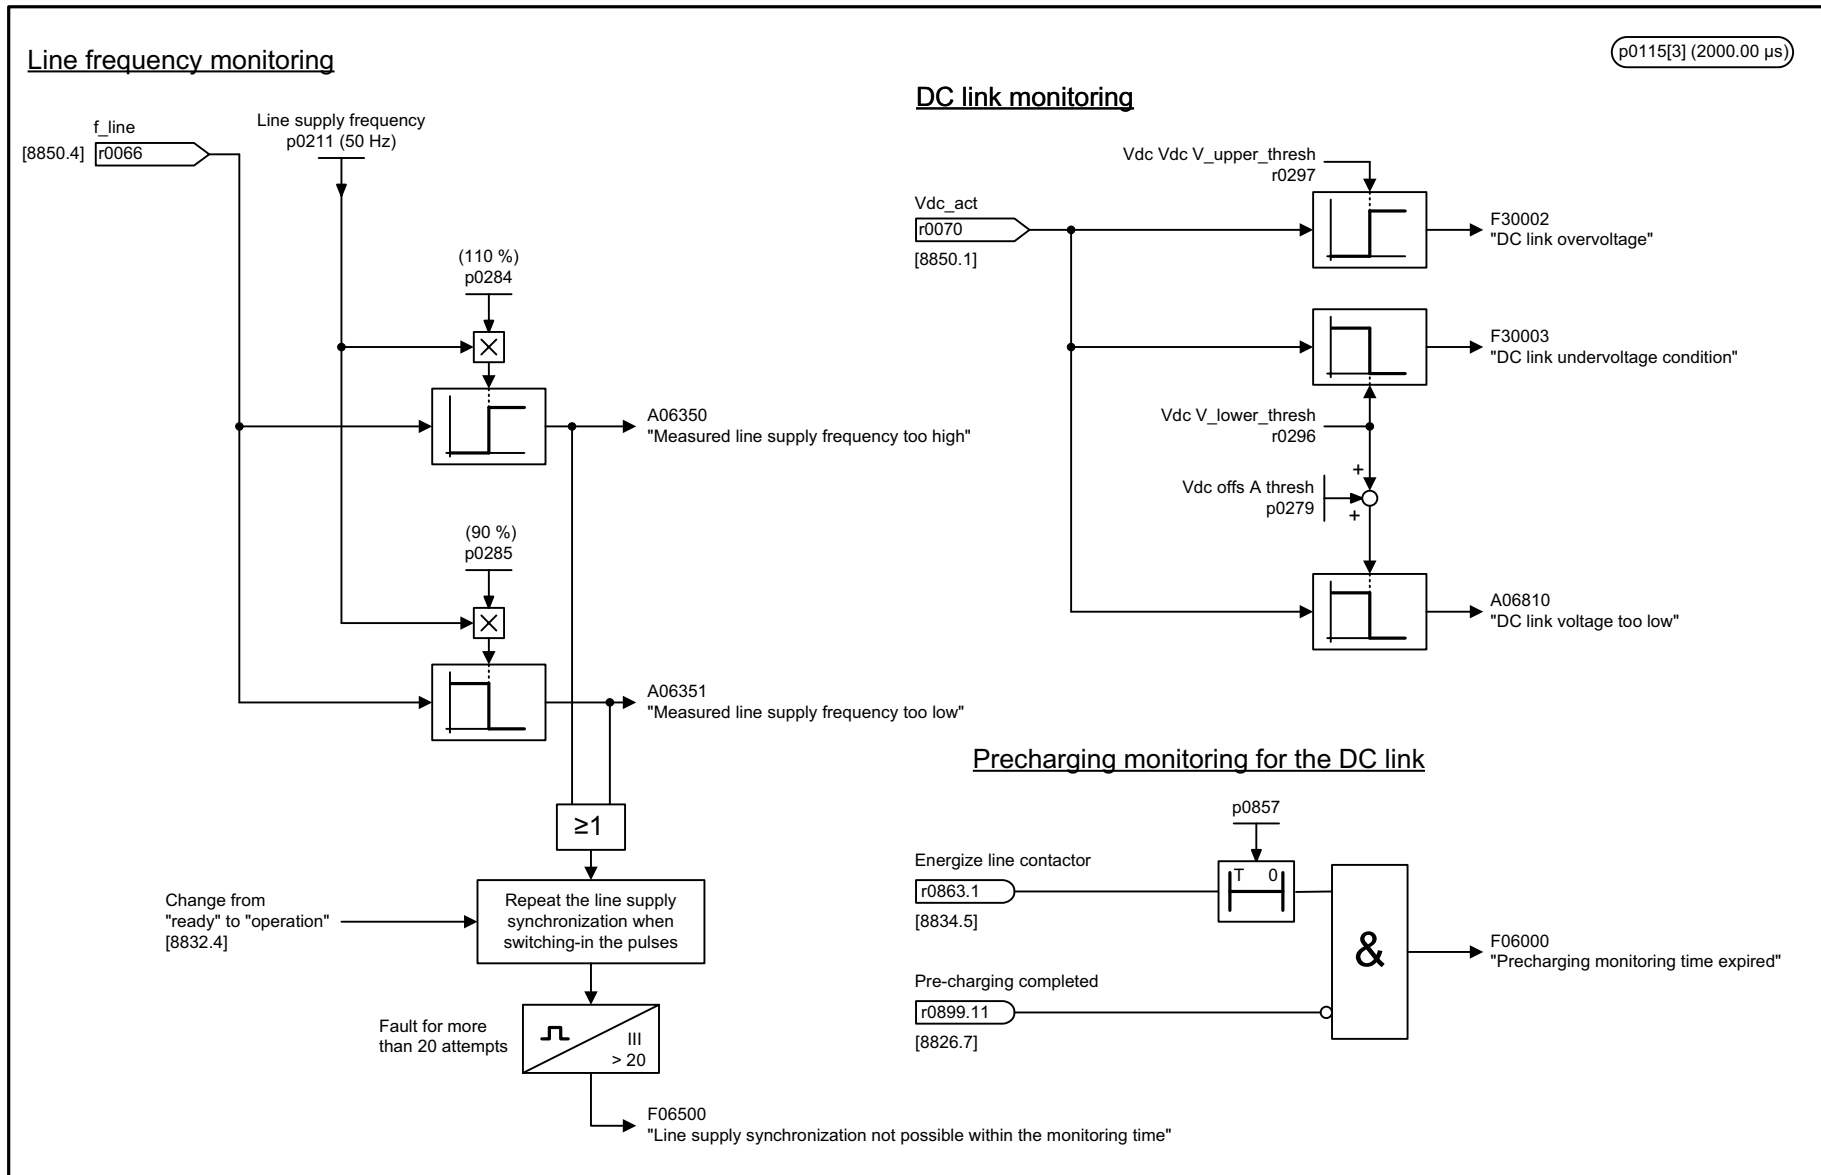 Line frequency monitoring
p0115[3] (2000.00 µs)
f_line
[8850.4]
r0066
Line supply frequency
p0211 (50 Hz)
(110 %)
p0284
A06350
"Measured line supply frequency too high"
(90 %)
p0285
A06351
"Measured line supply frequency too low"
≥1
Change from
"ready" to "operation"
[8832.4]
Repeat the line supply
synchronization when
switching-in the pulses
Fault for more
than 20 attempts
III
> 20
F06500
"Line supply synchronization not possible within the monitoring time"
DC link monitoring
Vdc Vdc V_upper_thresh
r0297
Vdc_act
r0070
[8850.1]
F30002
"DC link overvoltage"
F30003
"DC link undervoltage condition"
Vdc V_lower_thresh
r0296
+
Vdc offs A thresh
p0279
+
A06810
"DC link voltage too low"
Precharging monitoring for the DC link
p0857
Energize line contactor
r0863.1
[8834.5]
T 0
&
F06000
"Precharging monitoring time expired"
Pre-charging completed
r0899.11
[8826.7]